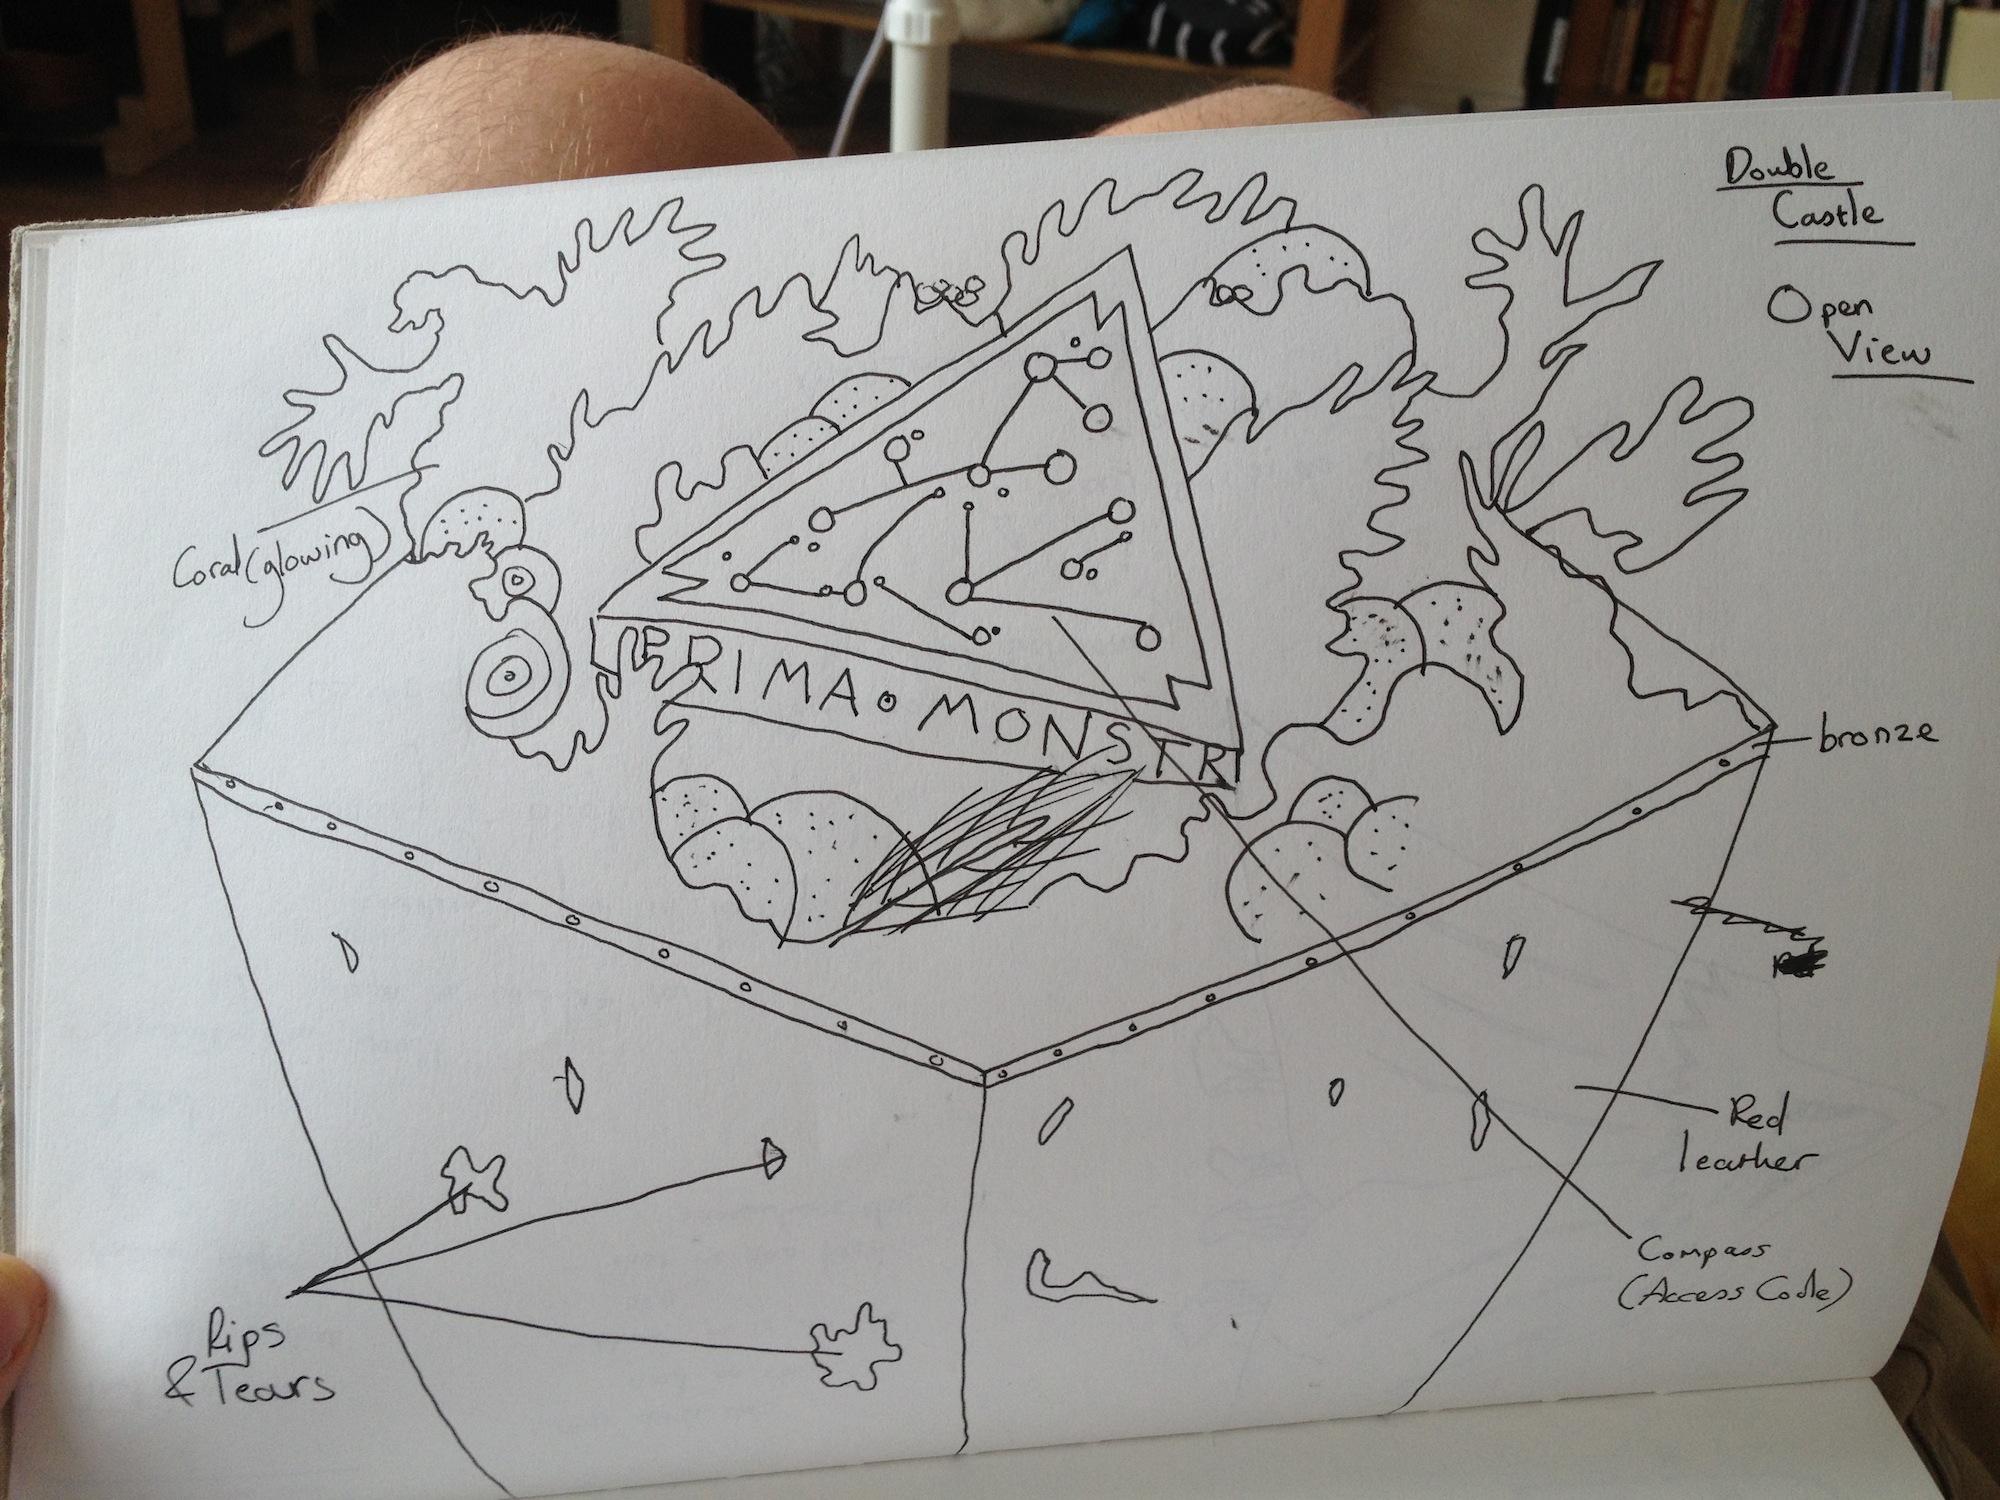 Double
Castle
Open
View
Coral (glowing)
PRIMA • MONSTRI
bronze
Red
leather
Compass
(Access Code)
Rips
& Tears